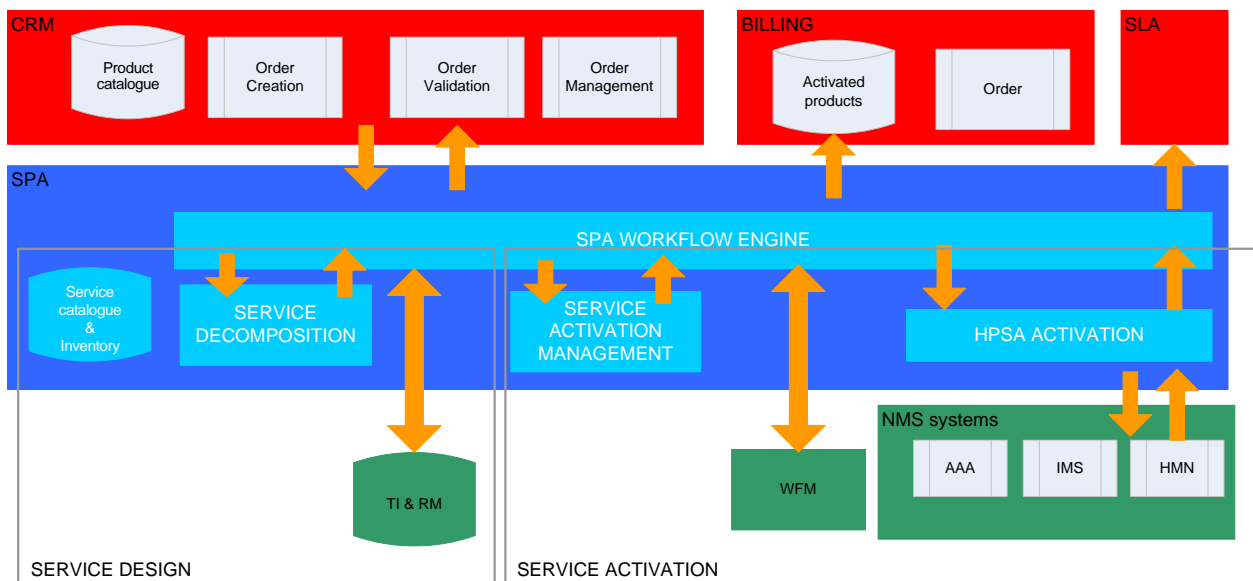 CRM
Product
catalogue
Order
Creation
Order
Validation
Order
Management
BILLING
Activated
products
Order
SLA
SPA
SPA WORKFLOW ENGINE
Service
catalogue
&
Inventory
SERVICE
DECOMPOSITION
SERVICE
ACTIVATION
MANAGEMENT
HPSA ACTIVATION
NMS systems
AAA
IMS
HMN
TI & RM
WFM
SERVICE DESIGN
SERVICE ACTIVATION